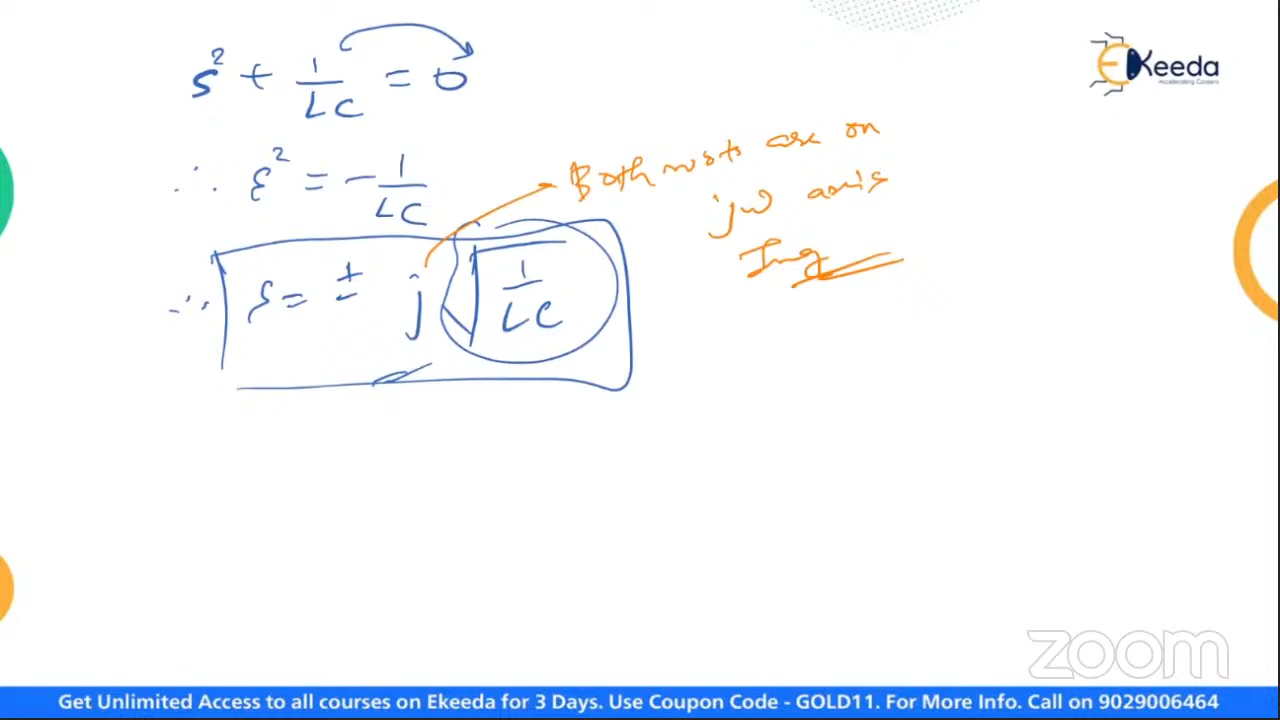 s² + 1/LC = 0
EKeeda
Accelerating Careers
∴ s² = -1/LC
Both roots are on
jω axis
Img
∴ s = ± j √1/LC
zoom
Get Unlimited Access to all courses on Ekeeda for 3 Days. Use Coupon Code - GOLD11. For More Info. Call on 9029006464